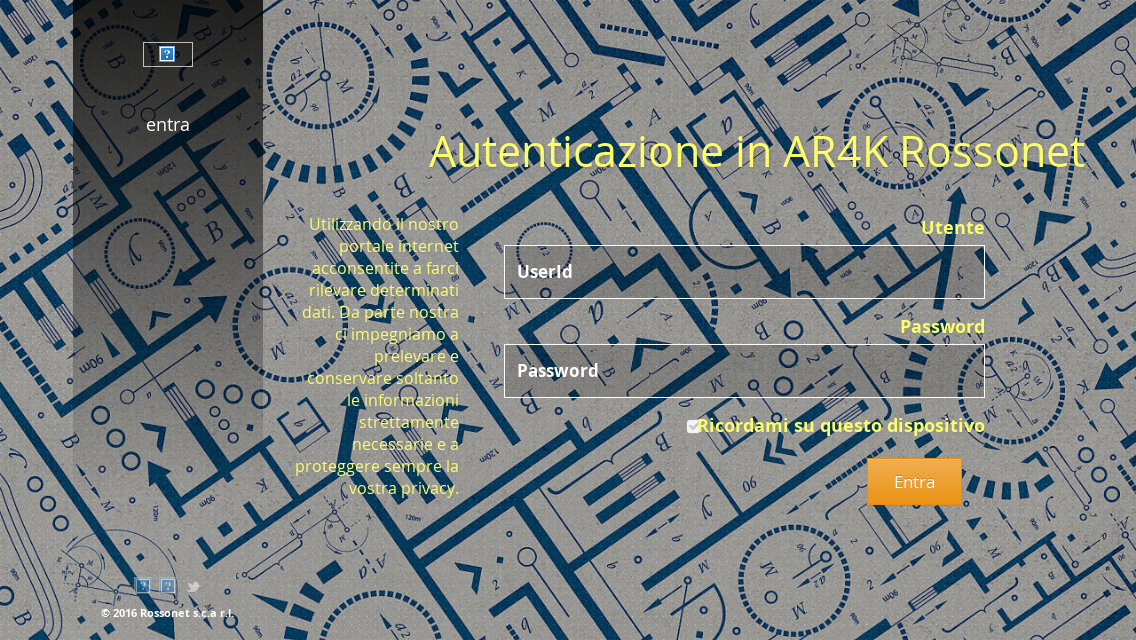 entra
Autenticazione in AR4K Rossonet
Utilizzando il nostro
portale internet
acconsentite a farci
rilevare determinati
dati. Da parte nostra
ci impegniamo a
prelevare e
conservare soltanto
le informazioni
strettamente
necessarie e a
proteggere sempre la
vostra privacy.
Utente
UserId
Password
Password
Ricordami su questo dispositivo
Entra
© 2016 Rossonet s.c.a r.l.